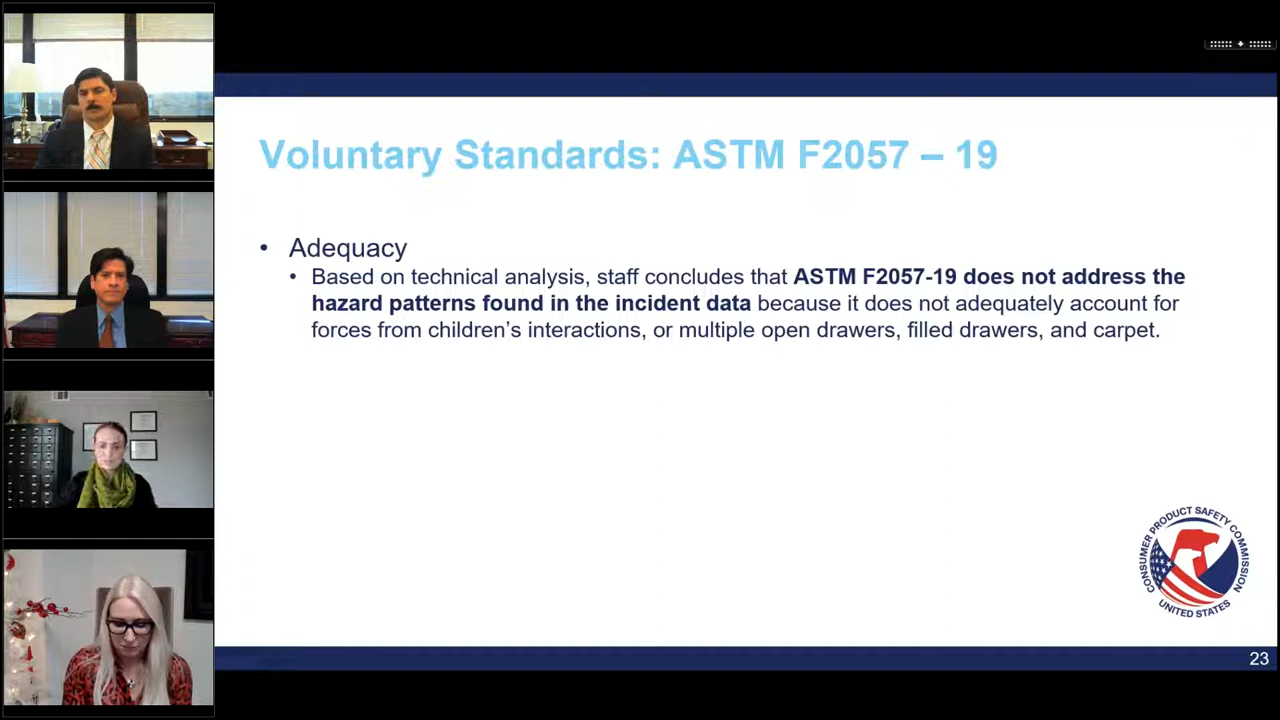 Voluntary Standards: ASTM F2057 – 19
• Adequacy
• Based on technical analysis, staff concludes that ASTM F2057-19 does not address the
hazard patterns found in the incident data because it does not adequately account for
forces from children’s interactions, or multiple open drawers, filled drawers, and carpet.
CONSUMER PRODUCT SAFETY COMMISSION
UNITED STATES
23